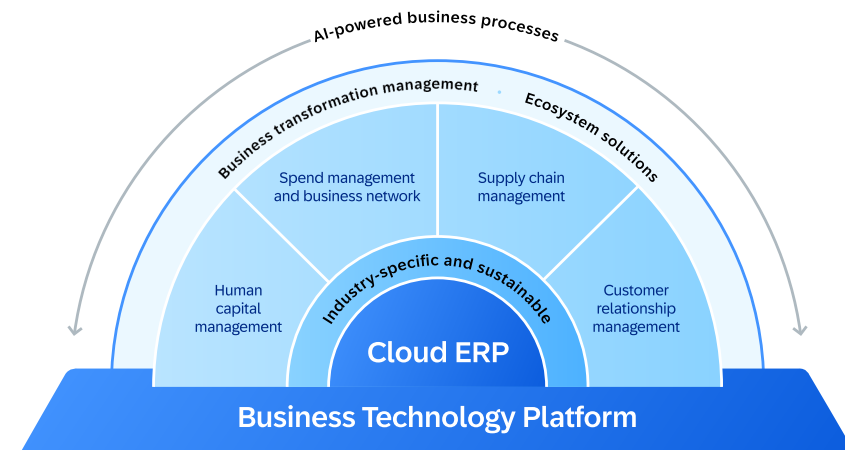 AI-powered business processes
Business transformation management · Ecosystem solutions
Spend management
and business network
Supply chain
management
Human
capital
management
Customer
relationship
management
Industry-specific and sustainable
Cloud ERP
Business Technology Platform